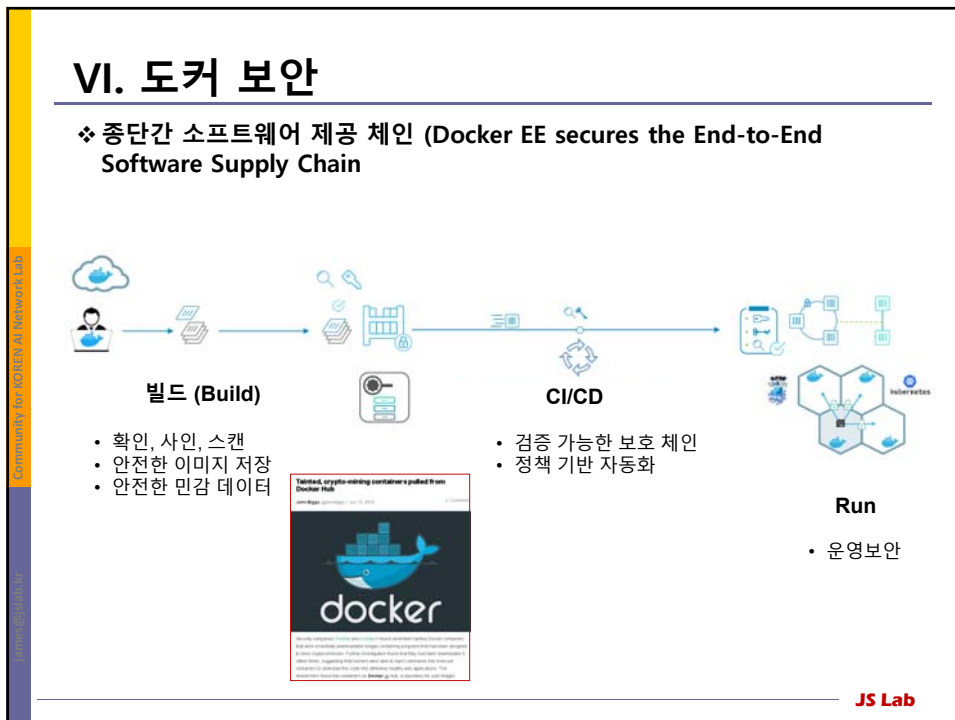 VI. 도커 보안
❖ 종단간 소프트웨어 제공 체인 (Docker EE secures the End-to-End
Software Supply Chain
Community for KOREN AI Network Lab
james@jslab.kr
빌드 (Build)
• 확인, 사인, 스캔
• 안전한 이미지 저장
• 안전한 민감 데이터
CI/CD
• 검증 가능한 보호 체인
• 정책 기반 자동화
kubernetes
Run
• 운영보안
Tainted, crypto-mining containers pulled from
Docker Hub
docker
JS Lab